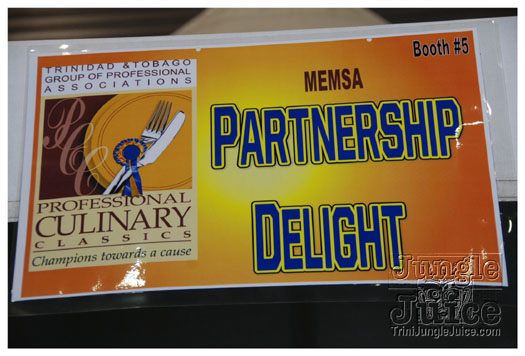 TRINIDAD & TOBAGO
GROUP OF PROFESSIONAL
ASSOCIATIONS
PCC
PROFESSIONAL
CULINARY
CLASSICS
Champions towards a cause
Booth #5
MEMSA
PARTNERSHIP
DELIGHT
Jungle
Juice
TriniJungleJuice.com